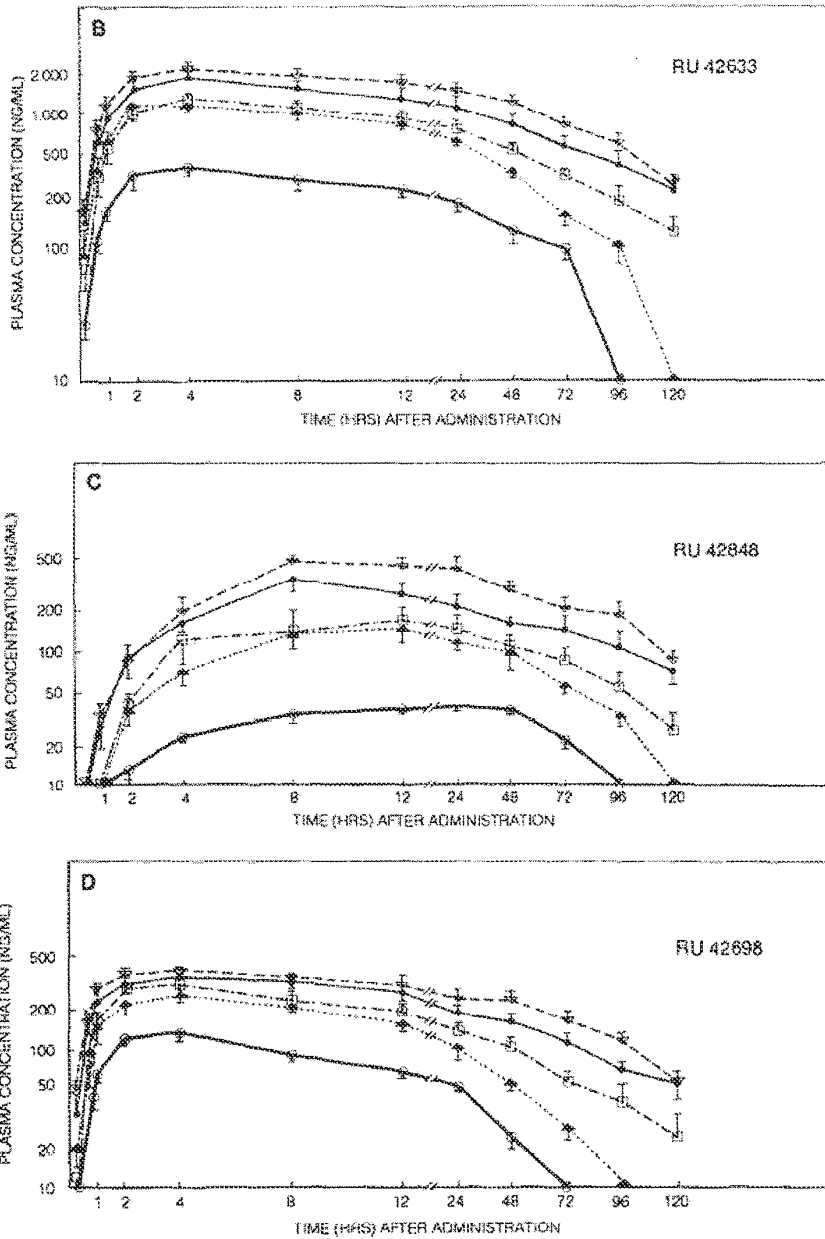 B
RU 42633
PLASMA CONCENTRATION (NG/ML)
2.000
1.000
500
200
100
10
1 2 4 8 12 24 48 72 96 120
TIME (HRS) AFTER ADMINISTRATION
C
RU 42848
PLASMA CONCENTRATION (NG/ML)
500
200
100
50
20
10
1 2 4 8 12 24 48 72 96 120
TIME (HRS) AFTER ADMINISTRATION
D
RU 42698
PLASMA CONCENTRATION (NG/ML)
500
200
100
50
20
10
1 2 4 8 12 24 48 72 96 120
TIME (HRS) AFTER ADMINISTRATION